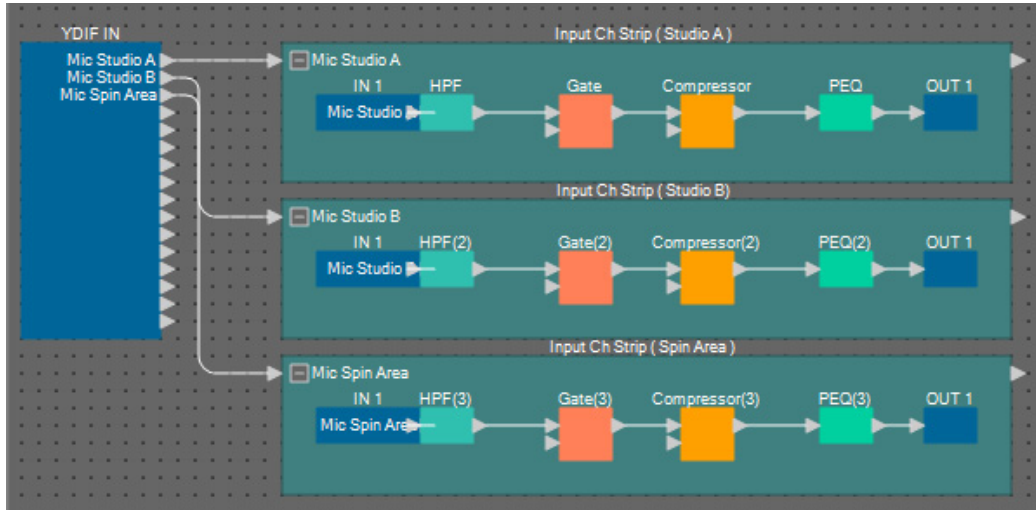 YDIF IN
Mic Studio A
Mic Studio B
Mic Spin Area
Input Ch Strip ( Studio A )
Mic Studio A
IN 1 HPF Gate Compressor PEQ OUT 1
Mic Studio
Input Ch Strip ( Studio B)
Mic Studio B
IN 1 HPF(2) Gate(2) Compressor(2) PEQ(2) OUT 1
Mic Studio
Input Ch Strip ( Spin Area )
Mic Spin Area
IN 1 HPF(3) Gate(3) Compressor(3) PEQ(3) OUT 1
Mic Spin Area